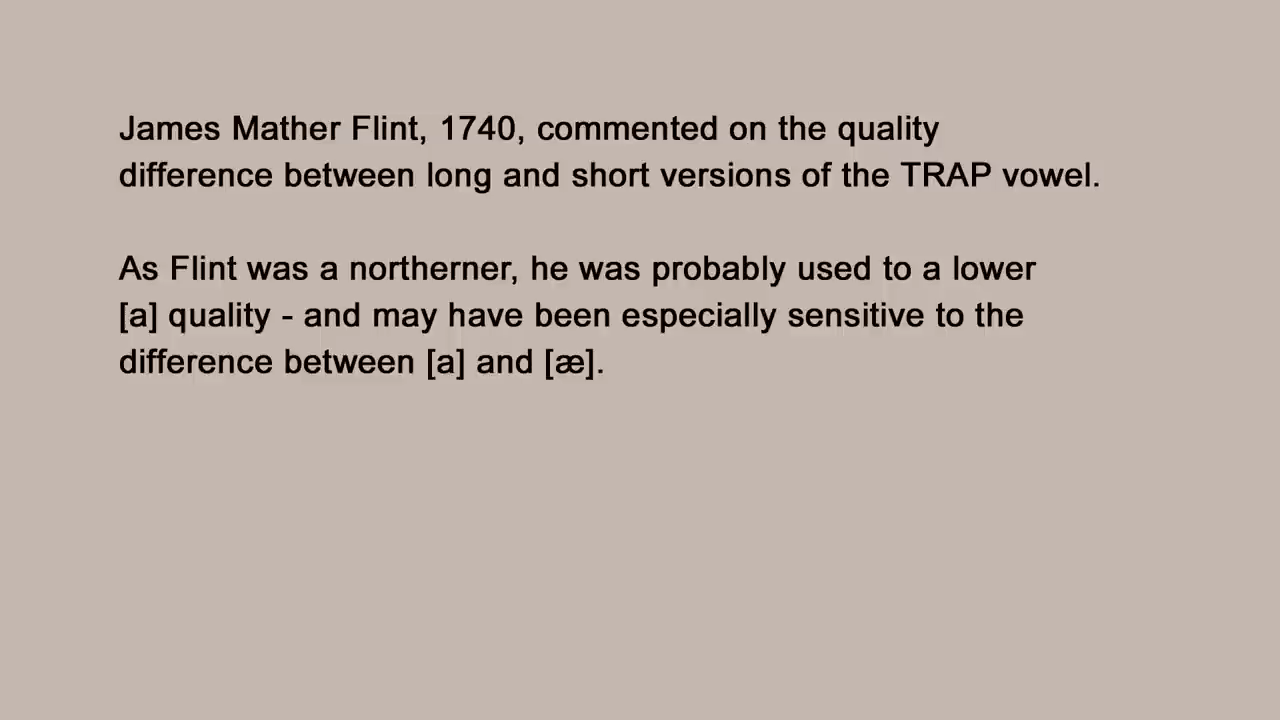 James Mather Flint, 1740, commented on the quality
difference between long and short versions of the TRAP vowel.
As Flint was a northerner, he was probably used to a lower
[a] quality - and may have been especially sensitive to the
difference between [a] and [æ].